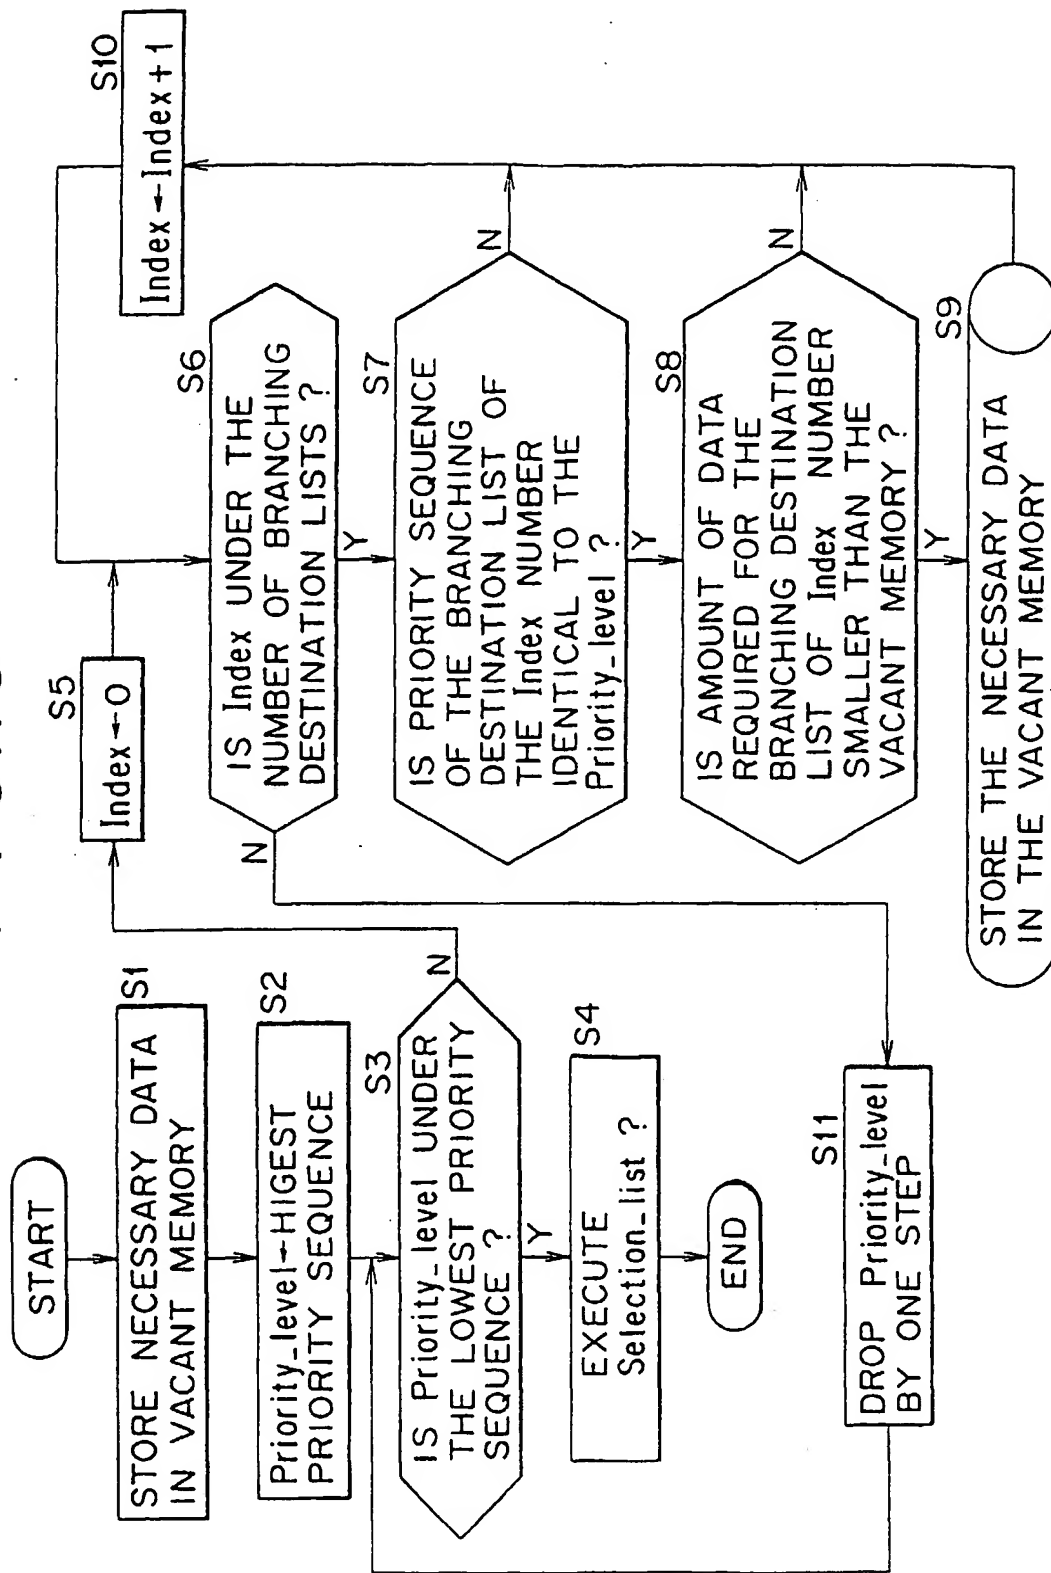 START
S1
STORE NECESSARY DATA
IN VACANT MEMORY
S2
Priority_level←HIGEST
PRIORITY SEQUENCE
S3
IS Priority_level UNDER
THE LOWEST PRIORITY
SEQUENCE ?
N
Y
S4
EXECUTE
Selection_list ?
END
S11
DROP Priority_level
BY ONE STEP
S5
Index←0
S10
Index←Index+1
S6
IS Index UNDER THE
NUMBER OF BRANCHING
DESTINATION LISTS ?
N
Y
S7
IS PRIORITY SEQUENCE
OF THE BRANCHING
DESTINATION LIST OF
THE Index NUMBER
IDENTICAL TO THE
Priority_level ?
N
Y
S8
IS AMOUNT OF DATA
REQUIRED FOR THE
BRANCHING DESTINATION
LIST OF Index NUMBER
SMALLER THAN THE
VACANT MEMORY ?
N
Y
S9
STORE THE NECESSARY DATA
IN THE VACANT MEMORY